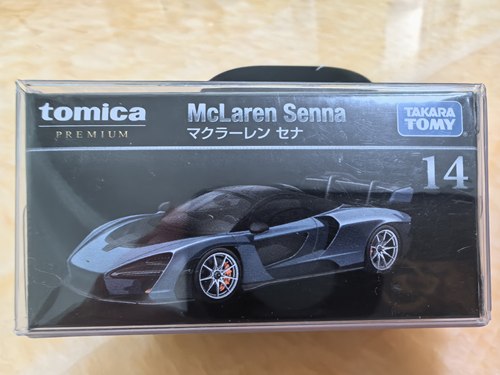 tomica
PREMIUM
McLaren Senna
マクラーレン セナ
TAKARA
TOMY
14